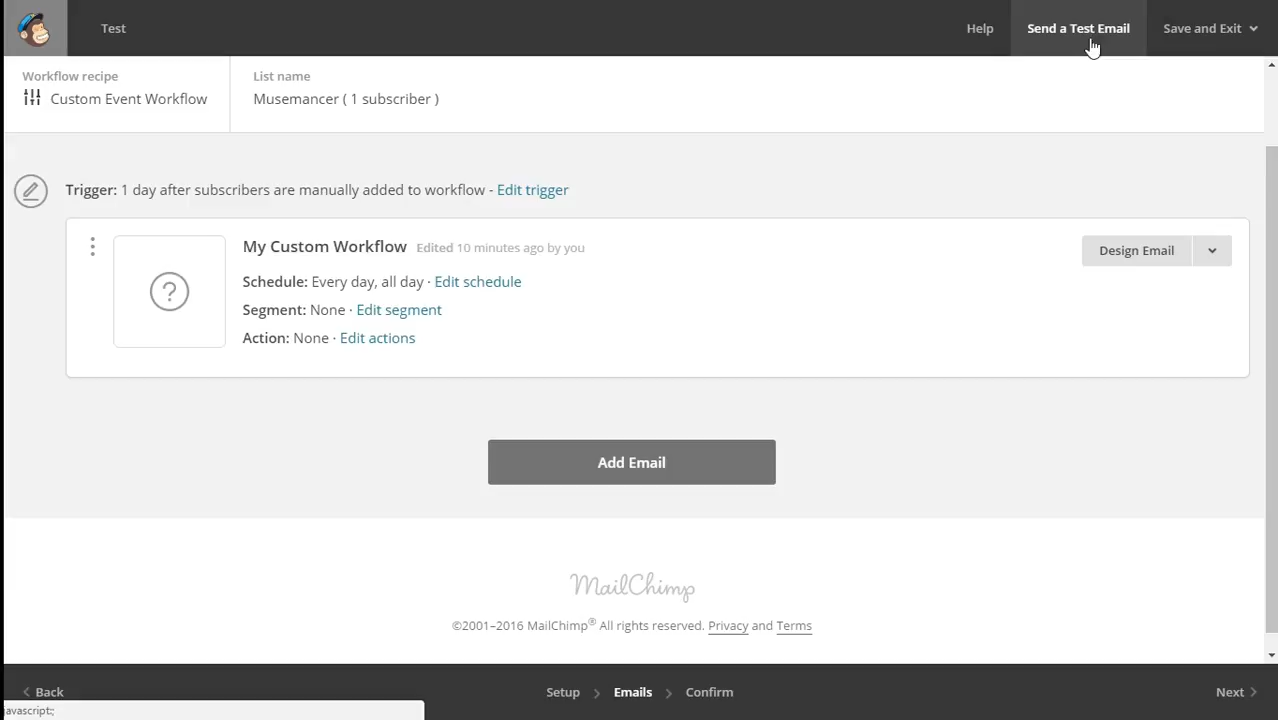 Test
Help
Send a Test Email
Save and Exit
Workflow recipe
Custom Event Workflow
List name
Musemancer ( 1 subscriber )
Trigger: 1 day after subscribers are manually added to workflow - Edit trigger
My Custom Workflow Edited 10 minutes ago by you
Design Email
Schedule: Every day, all day · Edit schedule
Segment: None · Edit segment
Action: None · Edit actions
Add Email
MailChimp
©2001–2016 MailChimp® All rights reserved. Privacy and Terms
Back
Setup
Emails
Confirm
Next
javascript:;